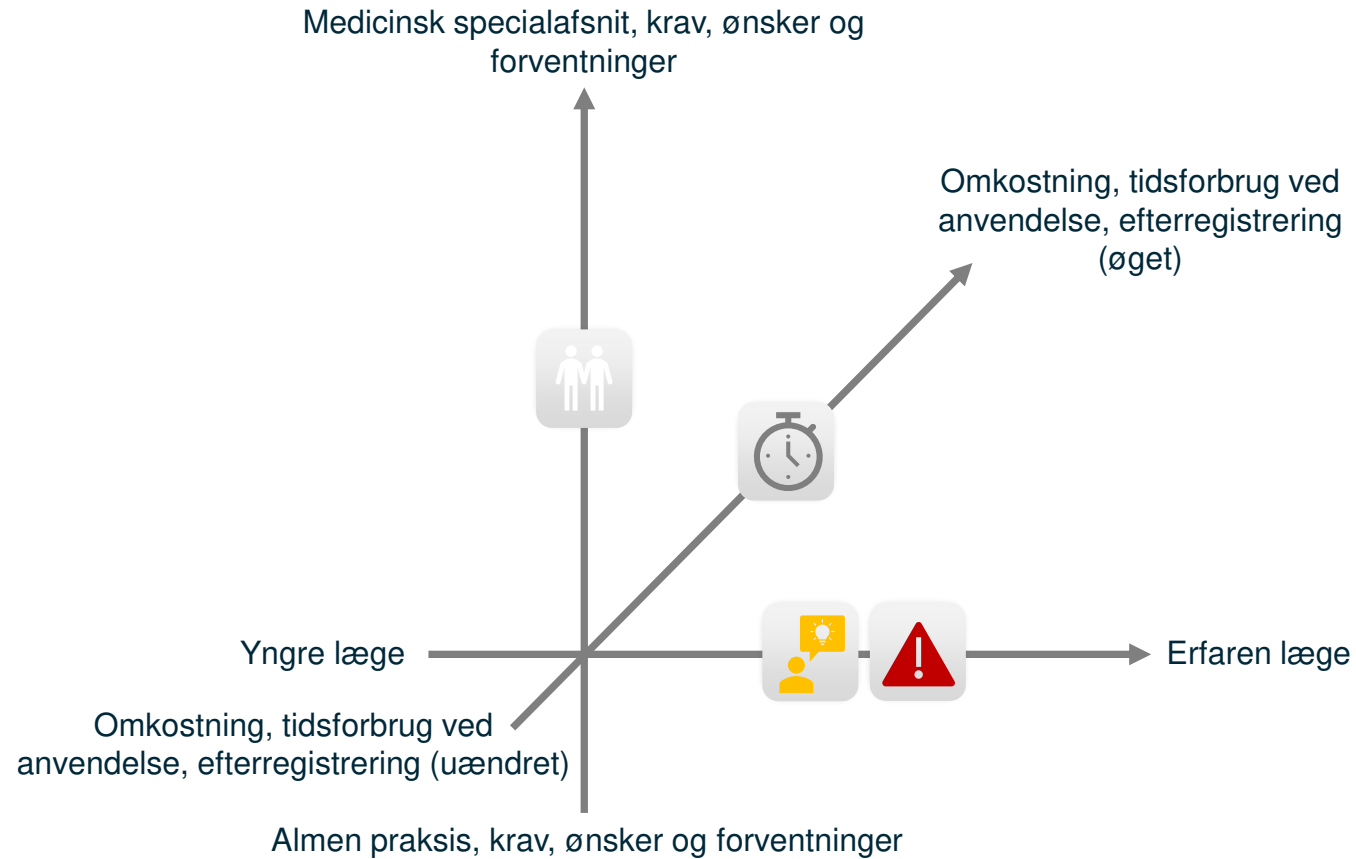 Medicinsk specialafsnit, krav, ønsker og
forventninger
Omkostning, tidsforbrug ved
anvendelse, efterregistrering
(øget)
Yngre læge
Erfaren læge
Omkostning, tidsforbrug ved
anvendelse, efterregistrering (uændret)
Almen praksis, krav, ønsker og forventninger